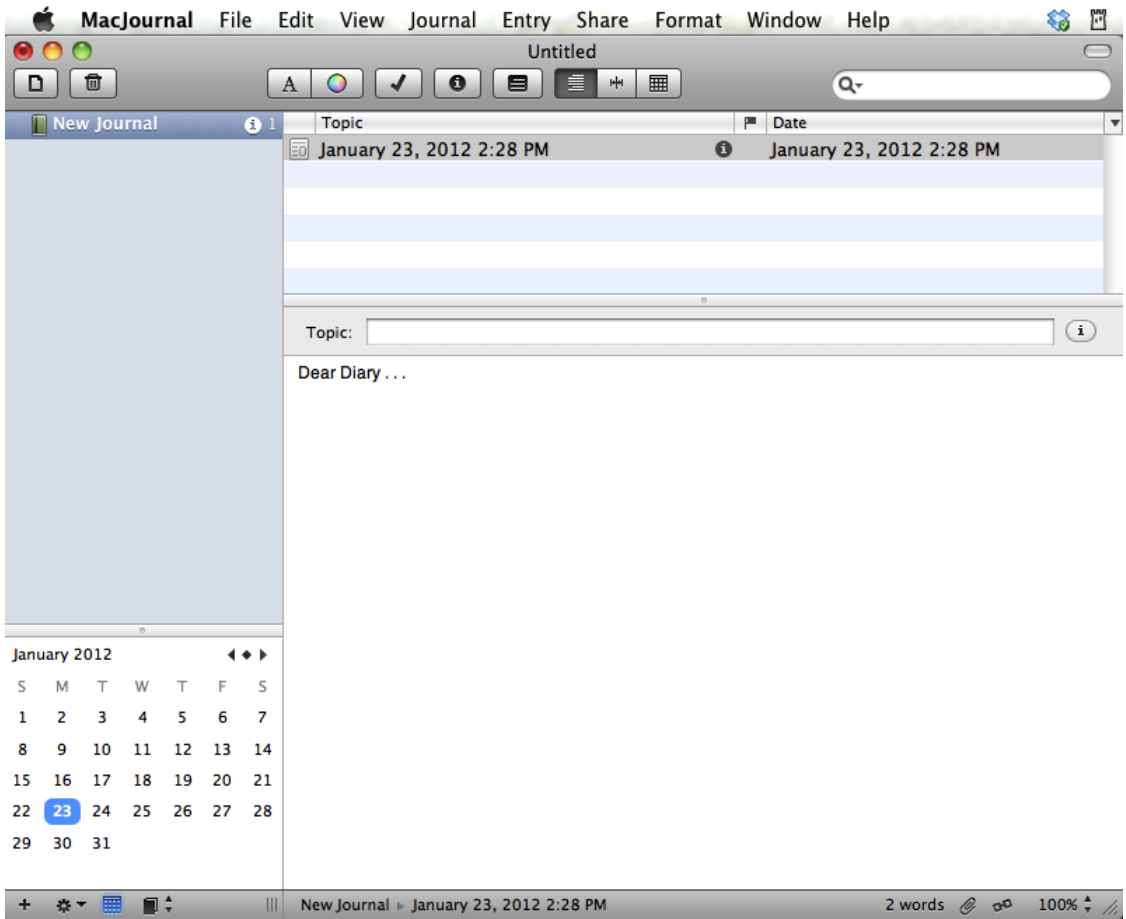 MacJournal File Edit View Journal Entry Share Format Window Help
Untitled
New Journal 1
Topic Date
January 23, 2012 2:28 PM January 23, 2012 2:28 PM
Topic:
Dear Diary . . .
January 2012
S M T W T F S
1 2 3 4 5 6 7
8 9 10 11 12 13 14
15 16 17 18 19 20 21
22 23 24 25 26 27 28
29 30 31
New Journal ▸ January 23, 2012 2:28 PM 2 words 100%